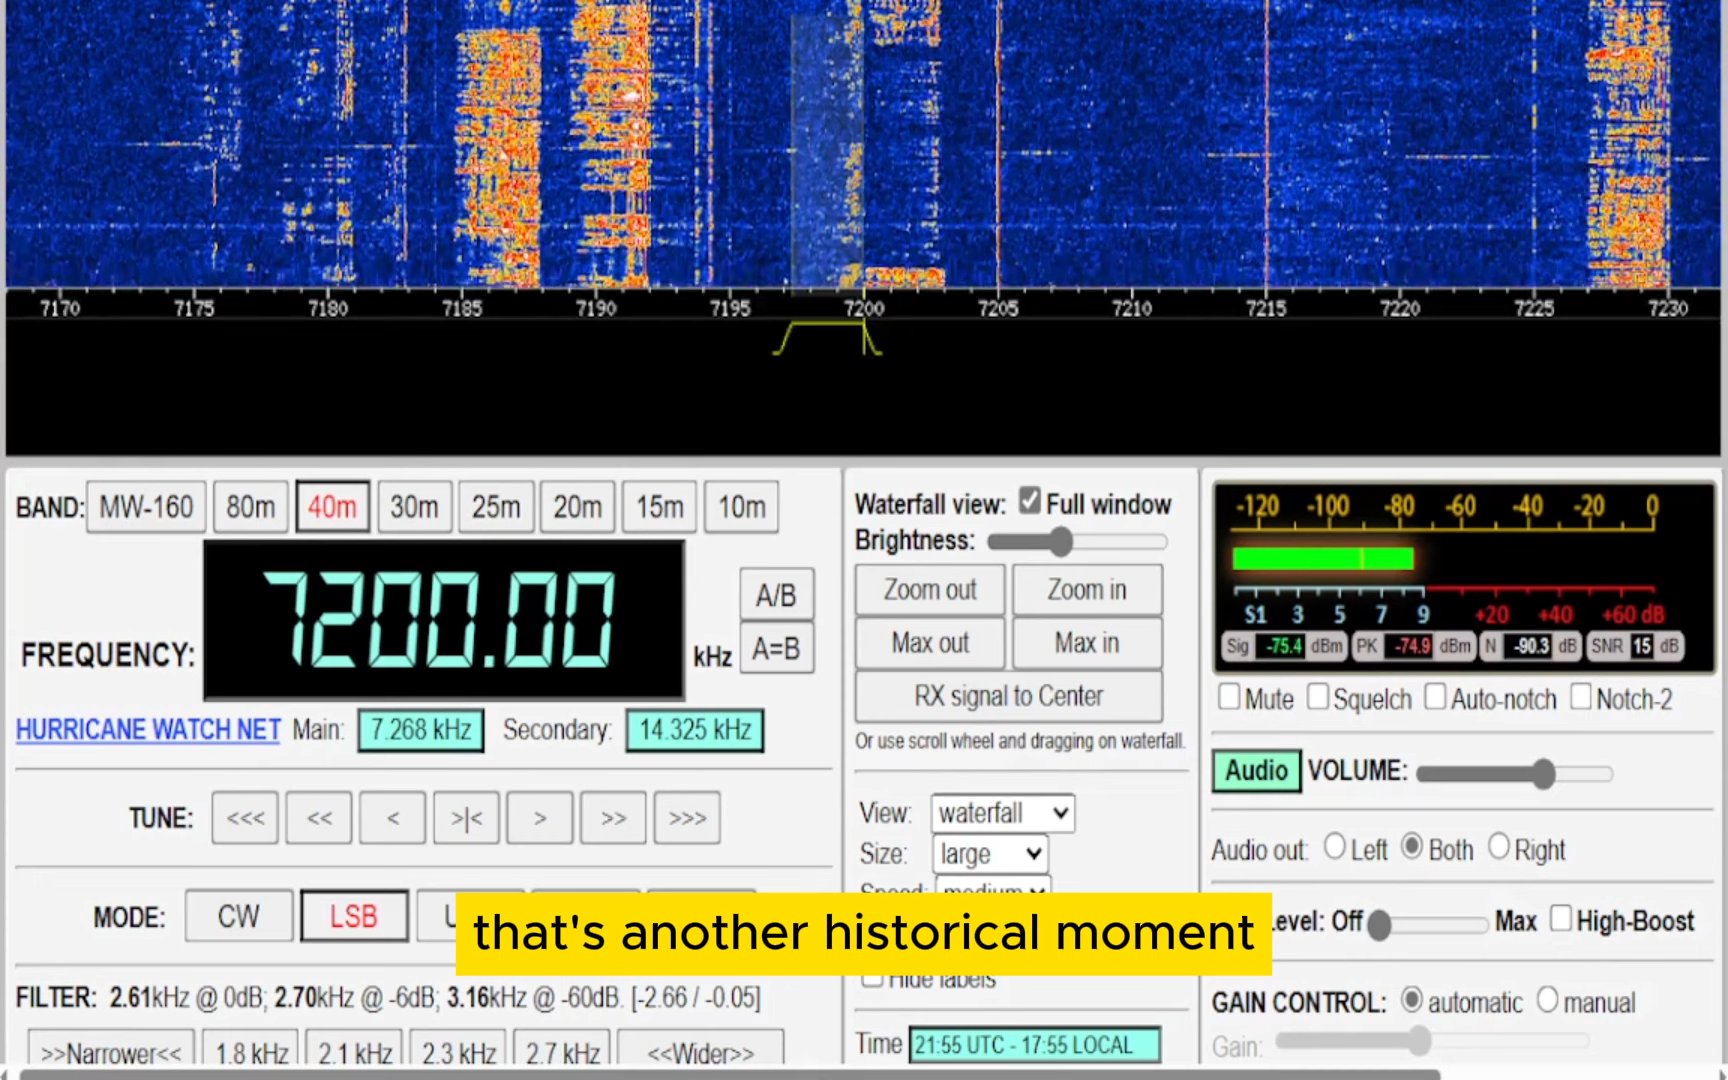 7170 7175 7180 7185 7190 7195 7200 7205 7210 7215 7220 7225 7230
BAND: MW-160 80m 40m 30m 25m 20m 15m 10m
FREQUENCY: 7200.00 kHz A/B A=B
HURRICANE WATCH NET Main: 7.268 kHz Secondary: 14.325 kHz
TUNE: <<< << < >|< > >> >>>
MODE: CW LSB
FILTER: 2.61kHz @ 0dB; 2.70kHz @ -6dB; 3.16kHz @ -60dB. [-2.66 / -0.05]
>>Narrower<< 1.8 kHz 2.1 kHz 2.3 kHz 2.7 kHz <<Wider>>
Waterfall view: Full window
Brightness:
Zoom out Zoom in
Max out Max in
RX signal to Center
Or use scroll wheel and dragging on waterfall.
View: waterfall
Size: large
Speed: medium
that's another historical moment
Hide labels
Time 21:55 UTC - 17:55 LOCAL
-120 -100 -80 -60 -40 -20 0
S1 3 5 7 9 +20 +40 +60 dB
Sig -75.4 dBm PK -74.9 dBm N -90.3 dB SNR 15 dB
Mute Squelch Auto-notch Notch-2
Audio VOLUME:
Audio out: Left Both Right
evel: Off Max High-Boost
GAIN CONTROL: automatic manual
Gain: